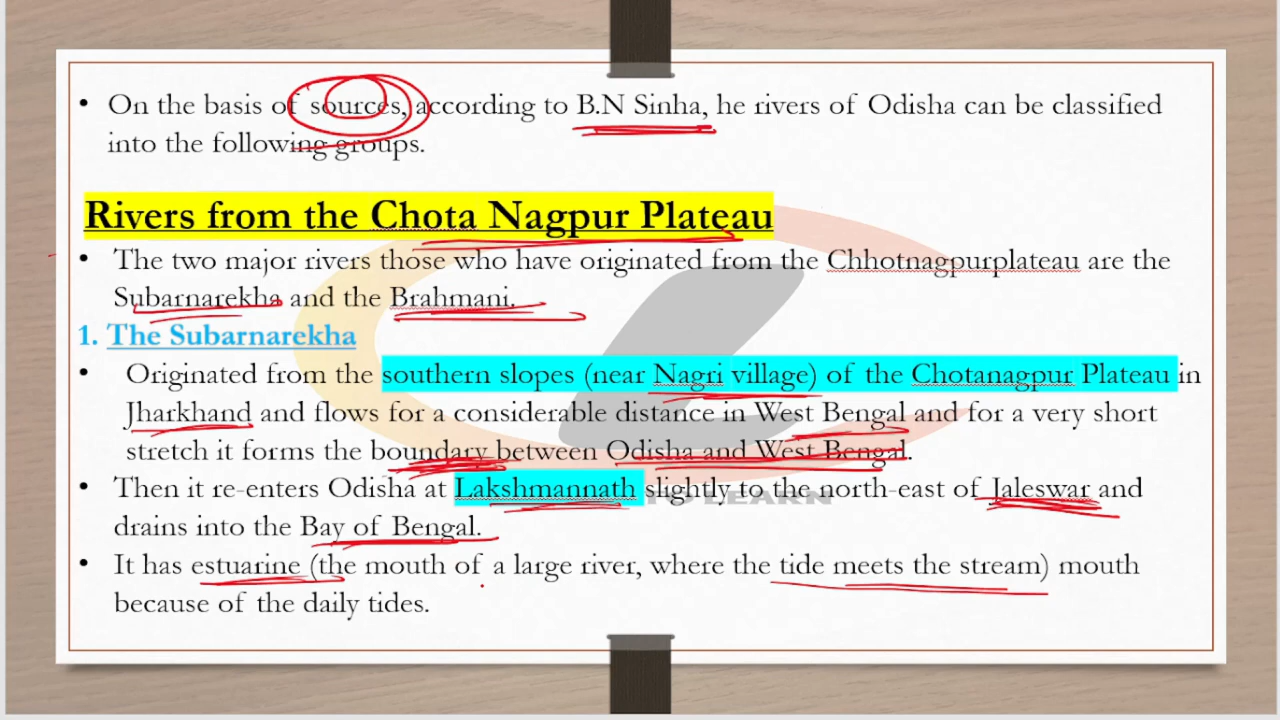 • On the basis of sources, according to B.N Sinha, he rivers of Odisha can be classified
into the following groups.
Rivers from the Chota Nagpur Plateau
• The two major rivers those who have originated from the Chhotnagpurplateau are the
Subarnarekha and the Brahmani.
1. The Subarnarekha
• Originated from the southern slopes (near Nagri village) of the Chotanagpur Plateau in
Jharkhand and flows for a considerable distance in West Bengal and for a very short
stretch it forms the boundary between Odisha and West Bengal.
• Then it re-enters Odisha at Lakshmannath slightly to the north-east of Jaleswar and
TO LEARN
drains into the Bay of Bengal.
• It has estuarine (the mouth of a large river, where the tide meets the stream) mouth
because of the daily tides.